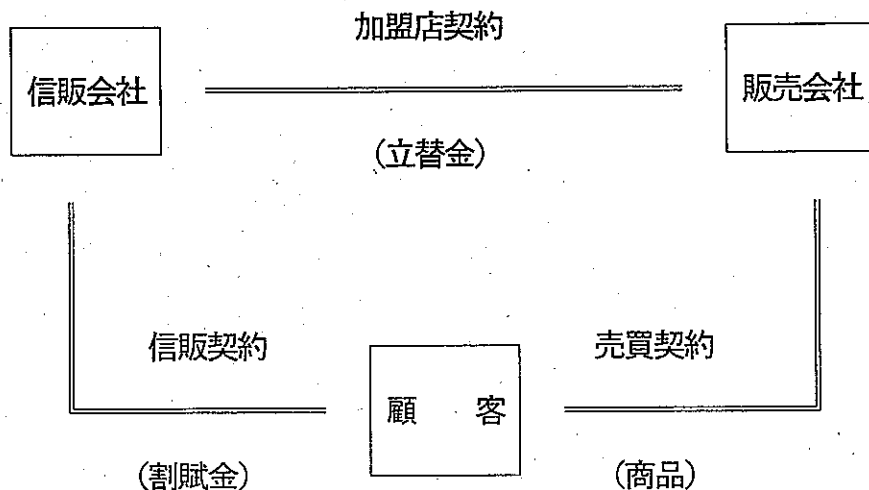 加盟店契約
信販会社
販売会社
(立替金)
信販契約
売買契約
顧 客
(割賦金)
(商品)